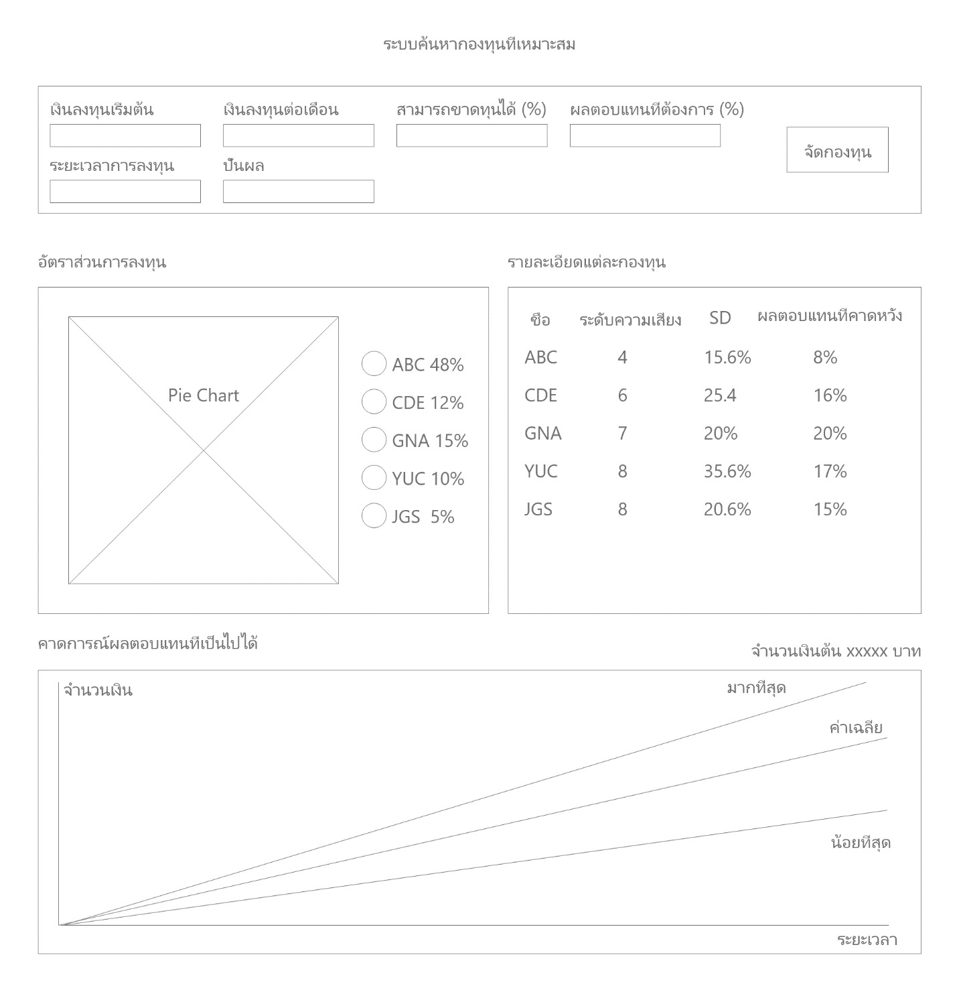 ระบบค้นหากองทุนที่เหมาะสม
เงินลงทุนเริ่มต้น เงินลงทุนต่อเดือน สามารถขาดทุนได้ (%) ผลตอบแทนที่ต้องการ (%)
จัดกองทุน
ระยะเวลาการลงทุน ปันผล
อัตราส่วนการลงทุน
Pie Chart
ABC 48%
CDE 12%
GNA 15%
YUC 10%
JGS 5%
รายละเอียดแต่ละกองทุน
ชื่อ ระดับความเสี่ยง SD ผลตอบแทนที่คาดหวัง
ABC 4 15.6% 8%
CDE 6 25.4 16%
GNA 7 20% 20%
YUC 8 35.6% 17%
JGS 8 20.6% 15%
คาดการณ์ผลตอบแทนที่เป็นไปได้
จำนวนเงินต้น xxxxx บาท
จำนวนเงิน
มากที่สุด
ค่าเฉลี่ย
น้อยที่สุด
ระยะเวลา